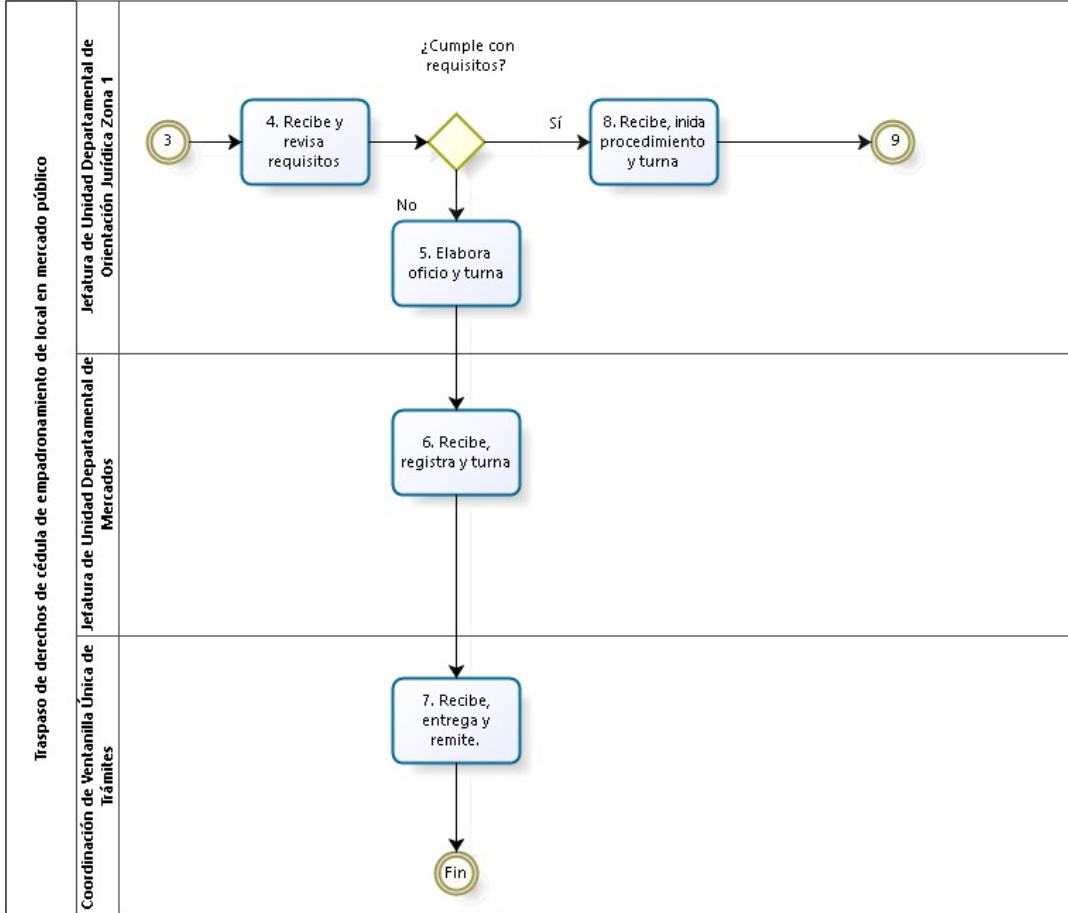 Traspaso de derechos de cédula de empadronamiento de local en mercado público
Jefatura de Unidad Departamental de
Orientación Jurídica Zona 1
¿Cumple con
requisitos?
3
4. Recibe y
revisa
requisitos
Sí
8. Recibe, inicia
procedimiento
y turna
9
No
5. Elabora
oficio y turna
Jefatura de Unidad Departamental de
Mercados
6. Recibe,
registra y turna
Coordinación de Ventanilla Única de
Trámites
7. Recibe,
entrega y
remite.
Fin